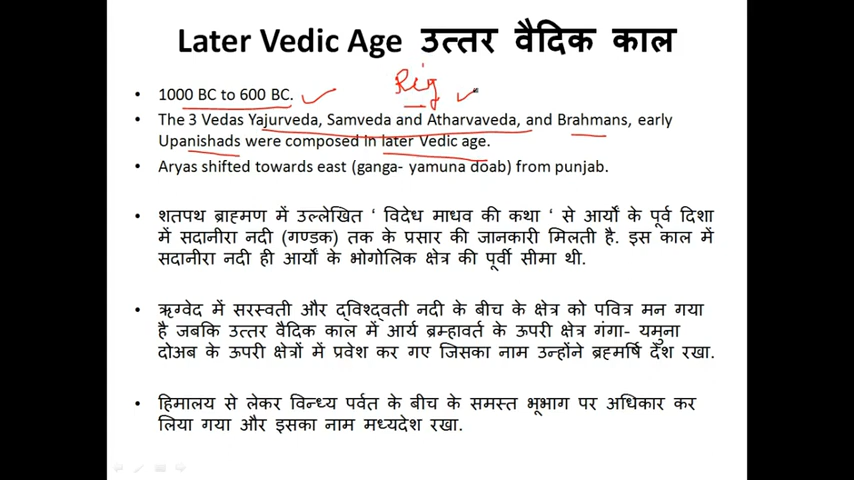 Later Vedic Age उत्तर वैदिक काल
Rig
• 1000 BC to 600 BC.
• The 3 Vedas Yajurveda, Samveda and Atharvaveda, and Brahmans, early
Upanishads were composed in later Vedic age.
• Aryas shifted towards east (ganga- yamuna doab) from punjab.
• शतपथ ब्राह्मण में उल्लेखित ' विदेध माधव की कथा ' से आर्यों के पूर्व दिशा
में सदानीरा नदी (गण्डक) तक के प्रसार की जानकारी मिलती है. इस काल में
सदानीरा नदी ही आर्यों के भोगोलिक क्षेत्र की पूर्वी सीमा थी.
• ऋग्वेद में सरस्वती और द्विश्द्वती नदी के बीच के क्षेत्र को पवित्र मन गया
है जबकि उत्तर वैदिक काल में आर्य ब्रम्हावर्त के ऊपरी क्षेत्र गंगा- यमुना
दोअब के ऊपरी क्षेत्रों में प्रवेश कर गए जिसका नाम उन्होंने ब्रह्मर्षि देश रखा.
• हिमालय से लेकर विन्ध्य पर्वत के बीच के समस्त भूभाग पर अधिकार कर
लिया गया और इसका नाम मध्यदेश रखा.